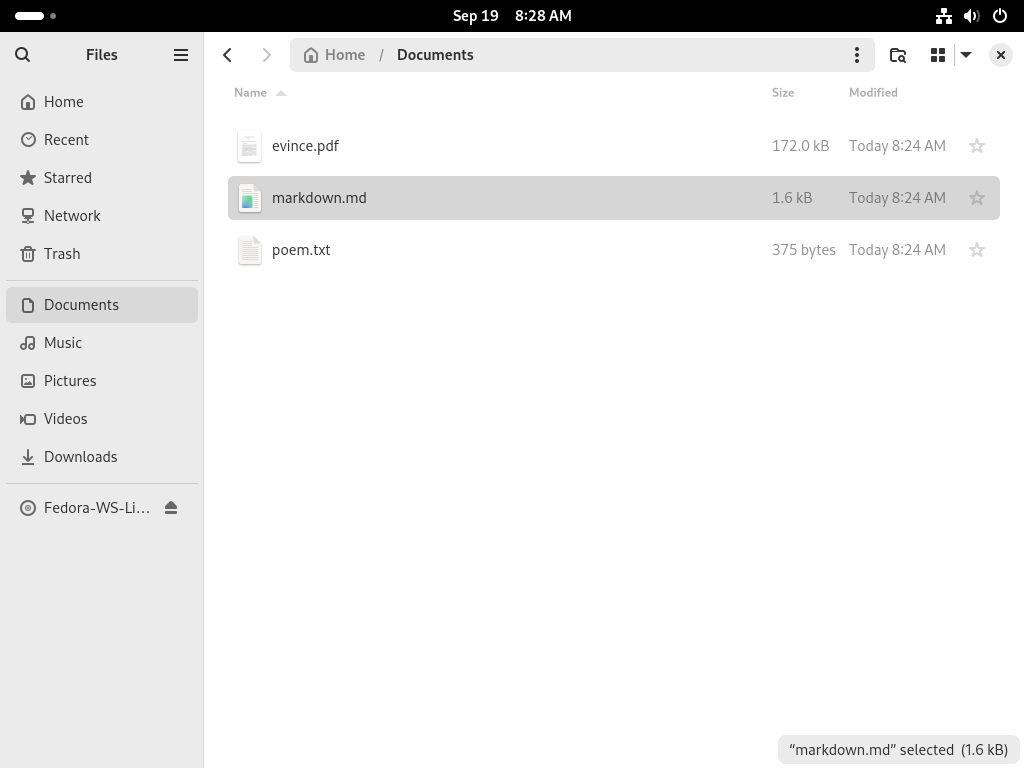 Sep 19 8:28 AM
Files
Home / Documents
Home
Recent
Starred
Network
Trash
Documents
Music
Pictures
Videos
Downloads
Fedora-WS-Li…
Name Size Modified
evince.pdf 172.0 kB Today 8:24 AM
markdown.md 1.6 kB Today 8:24 AM
poem.txt 375 bytes Today 8:24 AM
“markdown.md” selected (1.6 kB)